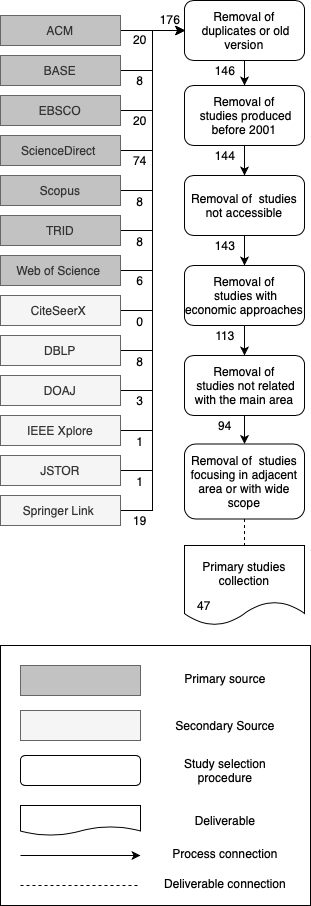 ACM
20
176
BASE
8
EBSCO
20
ScienceDirect
74
Scopus
8
TRID
8
Web of Science
6
CiteSeerX
0
DBLP
8
DOAJ
3
IEEE Xplore
1
JSTOR
1
Springer Link
19
Removal of
duplicates or old
version
146
Removal of
studies produced
before 2001
144
Removal of studies
not accessible
143
Removal of
studies with
economic approaches
113
Removal of
studies not related
with the main area
94
Removal of studies
focusing in adjacent
area or with wide
scope
Primary studies
collection
47
Primary source
Secondary Source
Study selection
procedure
Deliverable
Process connection
Deliverable connection